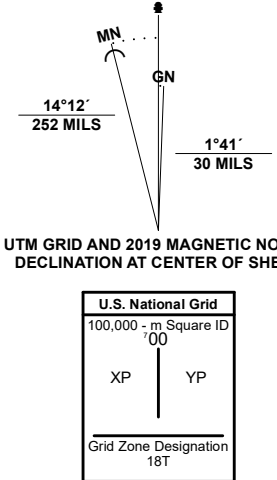 MN
GN
14°12´
252 MILS
1°41´
30 MILS
UTM GRID AND 2019 MAGNETIC NO
DECLINATION AT CENTER OF SHE
U.S. National Grid
100,000 - m Square ID
⁷00
XP YP
Grid Zone Designation
18T